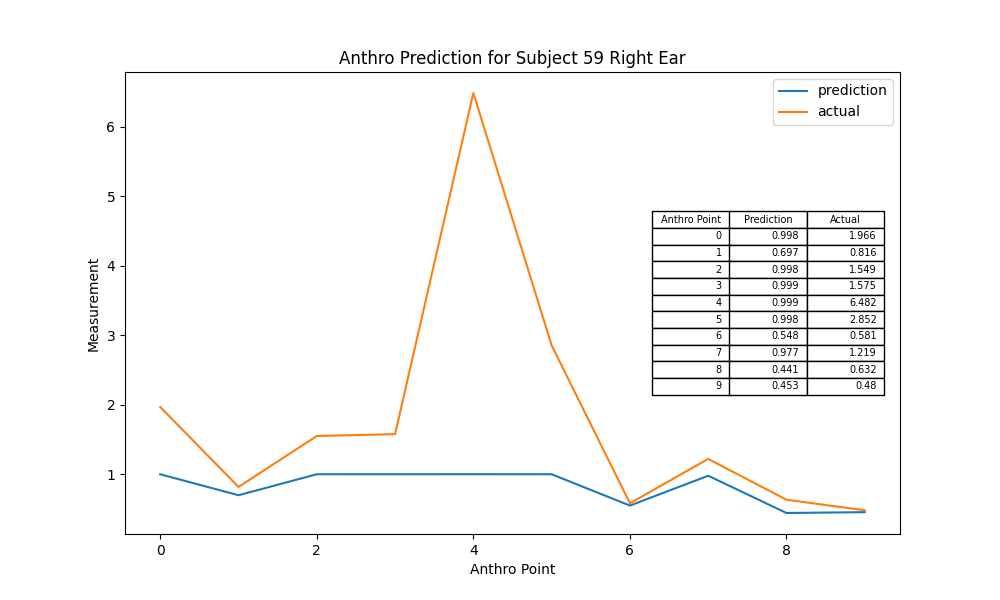 Anthro Prediction for Subject 59 Right Ear
prediction
actual
6
5
4
3
2
1
Measurement
Anthro Point Prediction Actual
0 0.998 1.966
1 0.697 0.816
2 0.998 1.549
3 0.999 1.575
4 0.999 6.482
5 0.998 2.852
6 0.548 0.581
7 0.977 1.219
8 0.441 0.632
9 0.453 0.48
0 2 4 6 8
Anthro Point